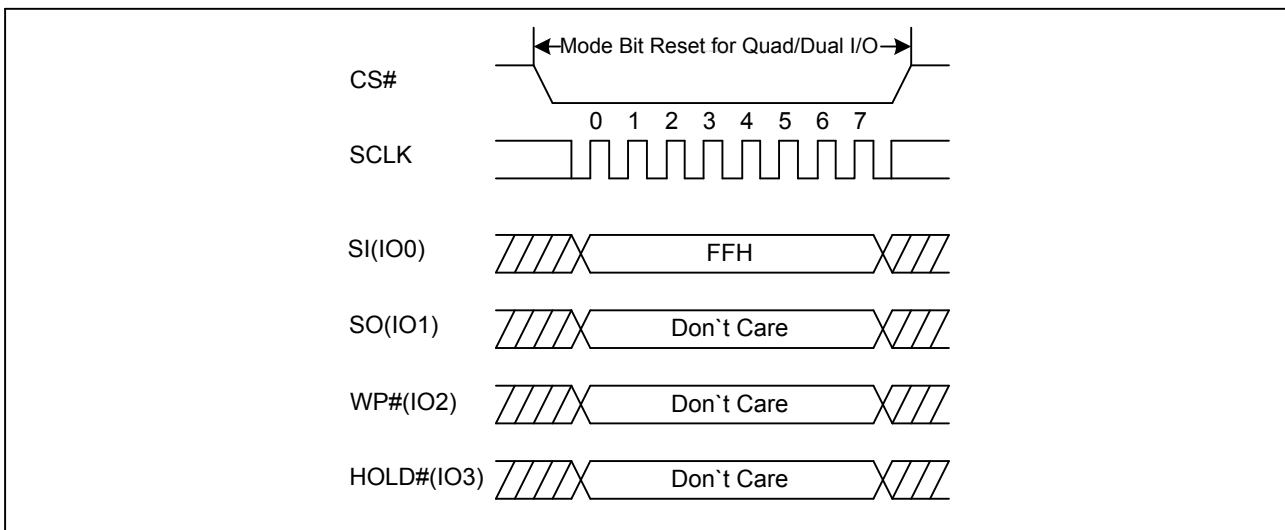 Mode Bit Reset for Quad/Dual I/O
CS#
0 1 2 3 4 5 6 7
SCLK
SI(IO0)
FFH
SO(IO1)
Don`t Care
WP#(IO2)
Don`t Care
HOLD#(IO3)
Don`t Care